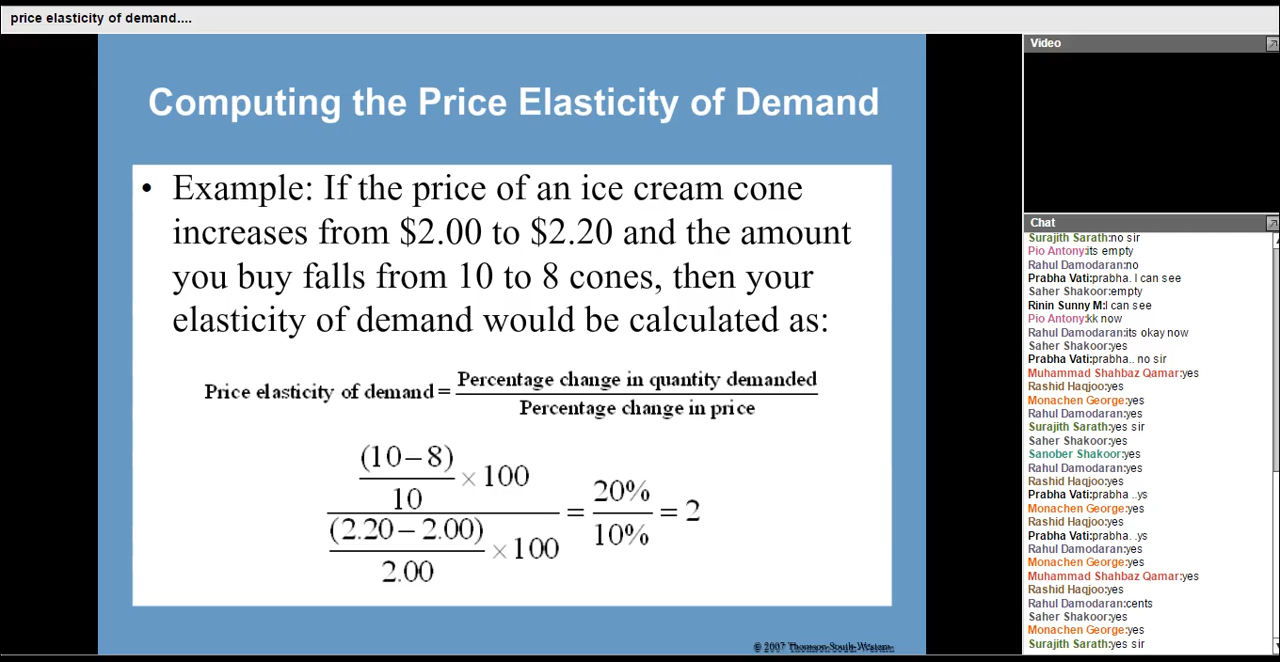 price elasticity of demand....
Computing the Price Elasticity of Demand
• Example: If the price of an ice cream cone
increases from $2.00 to $2.20 and the amount
you buy falls from 10 to 8 cones, then your
elasticity of demand would be calculated as:
Price elasticity of demand = Percentage change in quantity demanded
Percentage change in price
(10 – 8)
10
× 100
(2.20 – 2.00)
2.00
× 100
= 20%
10%
= 2
© 2007 Thomson South-Western
Video
Chat
Surajith Sarath:no sir
Pio Antony:its empty
Rahul Damodaran:no
Prabha Vati:prabha. I can see
Saher Shakoor:empty
Rinin Sunny M:I can see
Pio Antony:kk now
Rahul Damodaran:its okay now
Saher Shakoor:yes
Prabha Vati:prabha.. no sir
Muhammad Shahbaz Qamar:yes
Rashid Haqjoo:yes
Monachen George:yes
Rahul Damodaran:yes
Surajith Sarath:yes sir
Saher Shakoor:yes
Sanober Shakoor:yes
Rahul Damodaran:yes
Rashid Haqjoo:yes
Prabha Vati:prabha ..ys
Monachen George:yes
Rashid Haqjoo:yes
Prabha Vati:prabha. .ys
Rahul Damodaran:yes
Monachen George:yes
Muhammad Shahbaz Qamar:yes
Rashid Haqjoo:yes
Rahul Damodaran:cents
Saher Shakoor:yes
Monachen George:yes
Surajith Sarath:yes sir